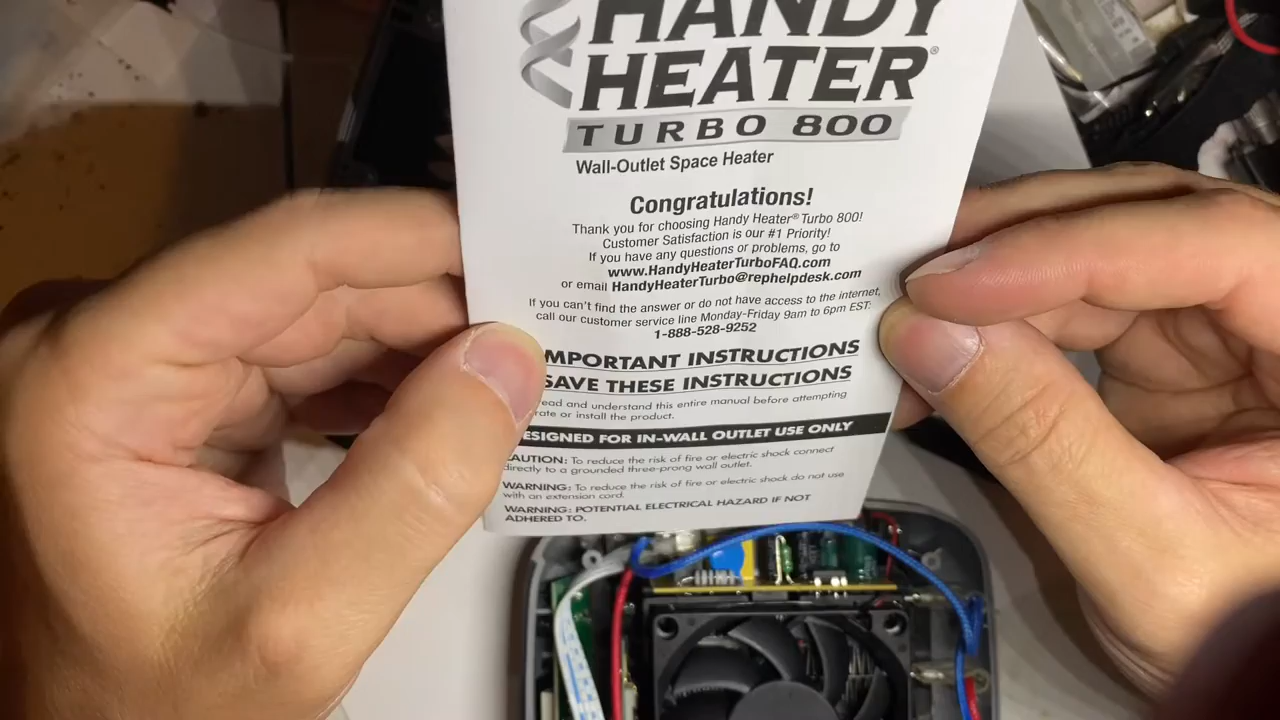 HANDY
HEATER®
TURBO 800
Wall-Outlet Space Heater
Congratulations!
Thank you for choosing Handy Heater® Turbo 800!
Customer Satisfaction is our #1 Priority!
If you have any questions or problems, go to
www.HandyHeaterTurboFAQ.com
or email HandyHeaterTurbo@rephelpdesk.com
If you can't find the answer or do not have access to the internet,
call our customer service line Monday-Friday 9am to 6pm EST:
1-888-528-9252
MPORTANT INSTRUCTIONS
SAVE THESE INSTRUCTIONS
ead and understand this entire manual before attempting
rate or install the product.
ESIGNED FOR IN-WALL OUTLET USE ONLY
CAUTION: To reduce the risk of fire or electric shock connect
directly to a grounded three-prong wall outlet.
WARNING: To reduce the risk of fire or electric shock do not use
with an extension cord.
WARNING: POTENTIAL ELECTRICAL HAZARD IF NOT
ADHERED TO.